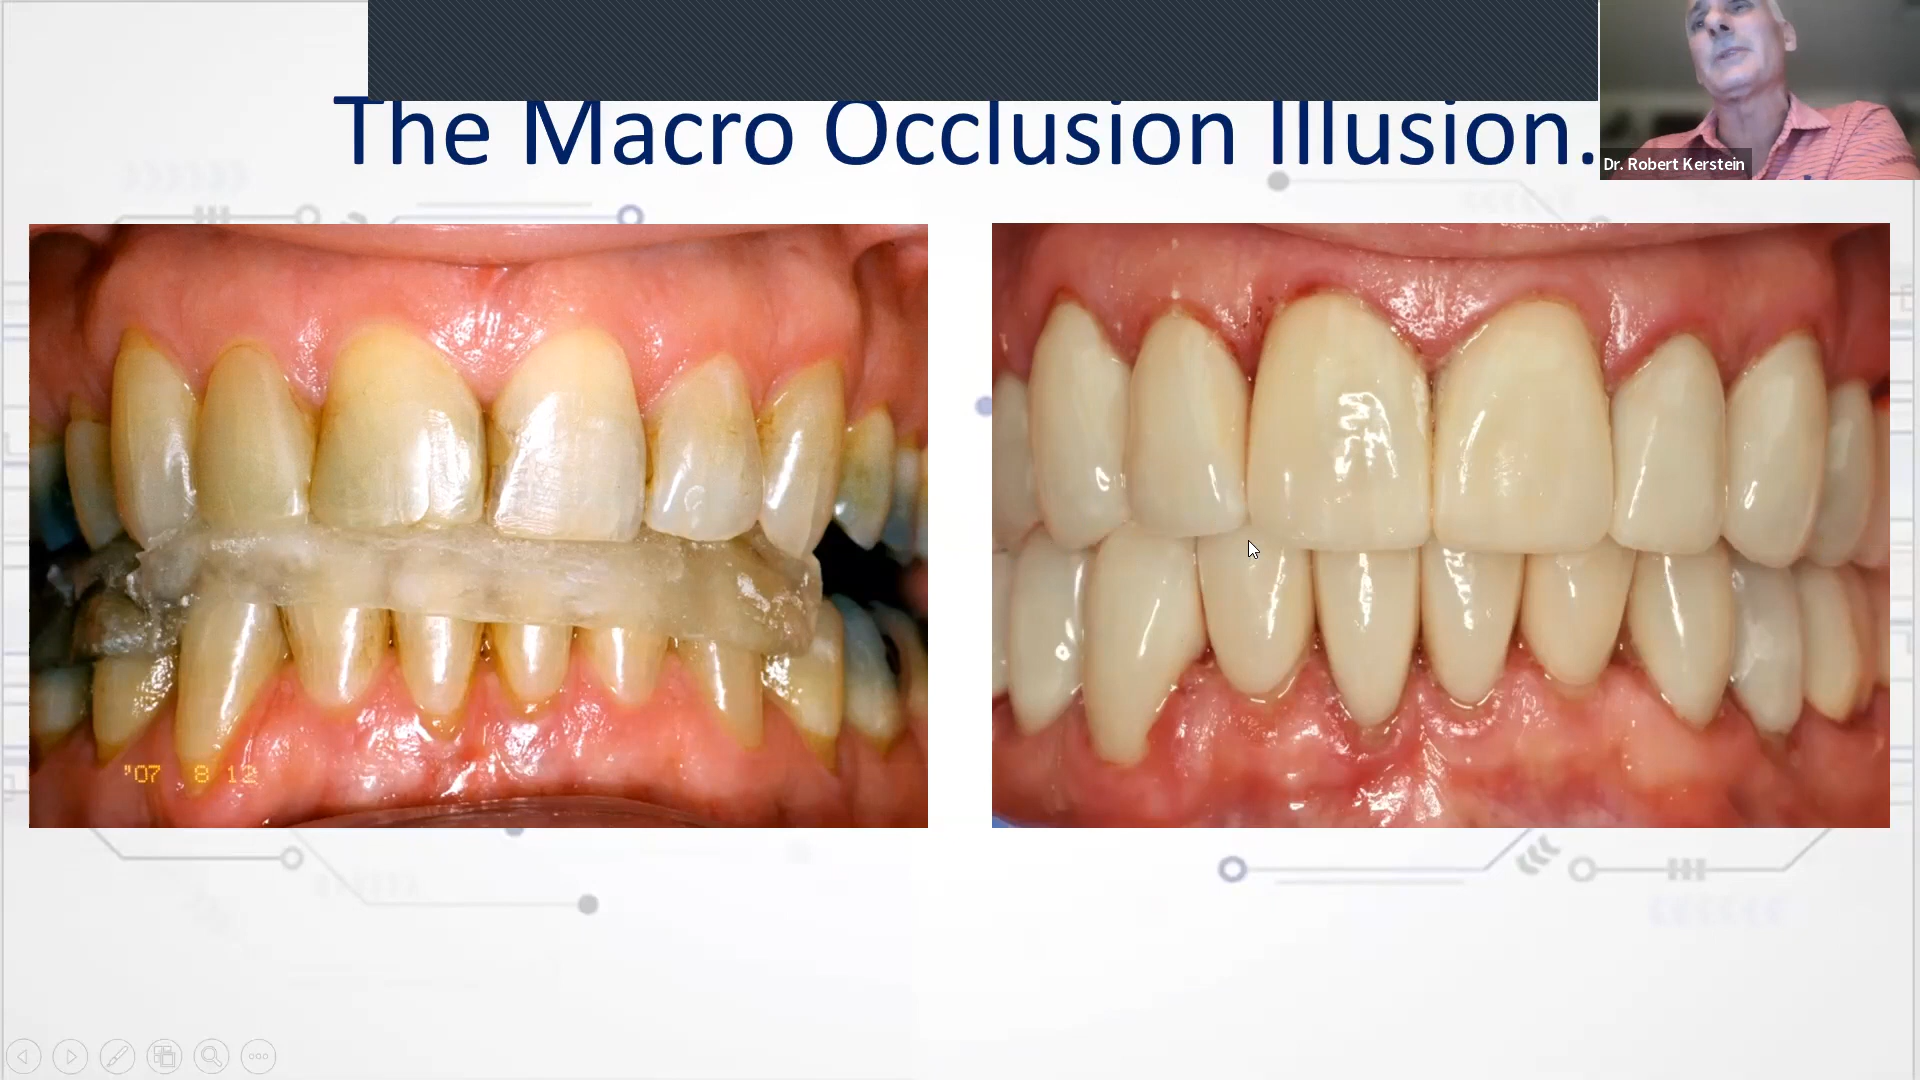 The Macro Occlusion Illusion.
Dr. Robert Kerstein
'07 8 12